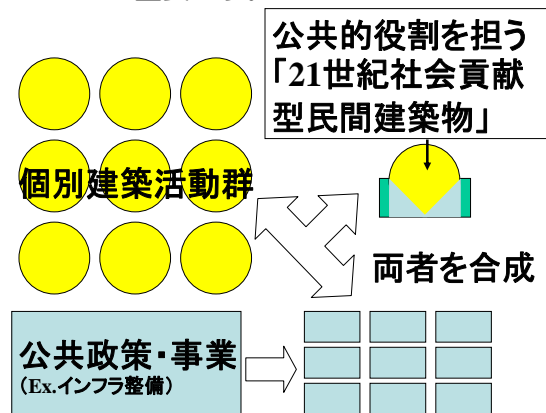 公共的役割を担う
「21世紀社会貢献
型民間建築物」
個別建築活動群
両者を合成
公共政策・事業
(Ex.インフラ整備)